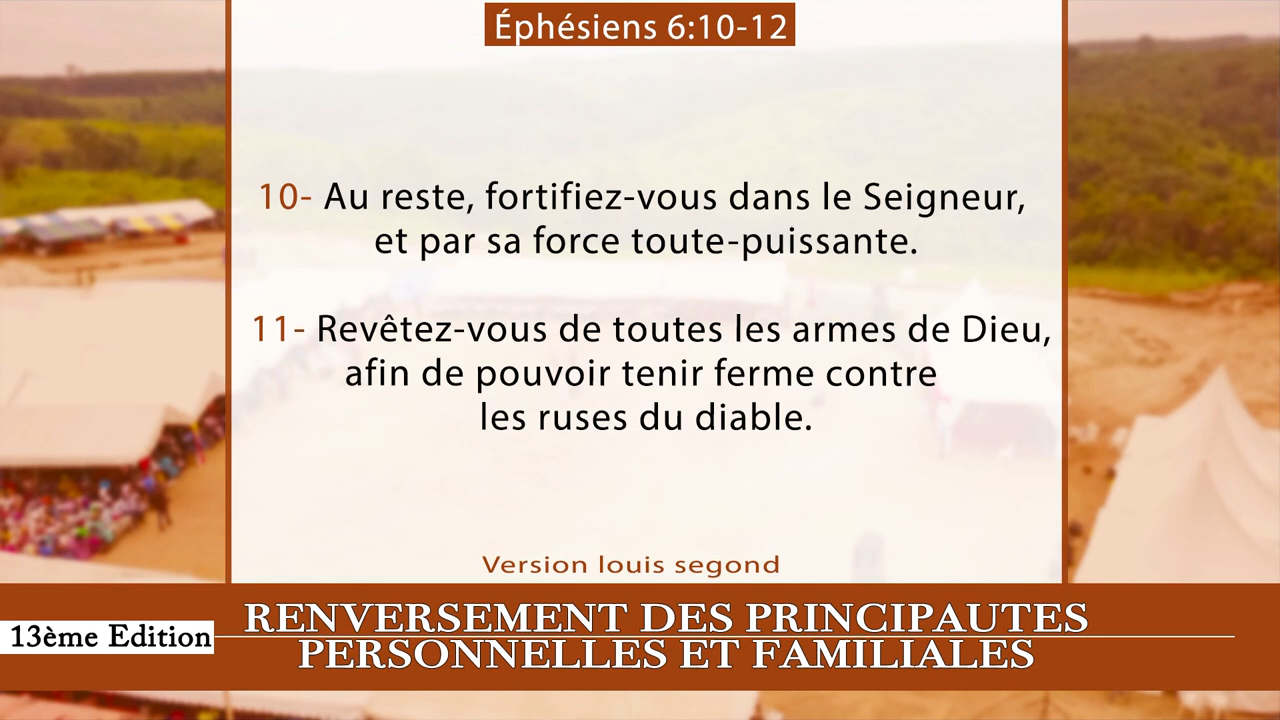 Éphésiens 6:10-12
10- Au reste, fortifiez-vous dans le Seigneur,
et par sa force toute-puissante.
11- Revêtez-vous de toutes les armes de Dieu,
afin de pouvoir tenir ferme contre
les ruses du diable.
Version louis segond
13ème Edition
RENVERSEMENT DES PRINCIPAUTES
PERSONNELLES ET FAMILIALES